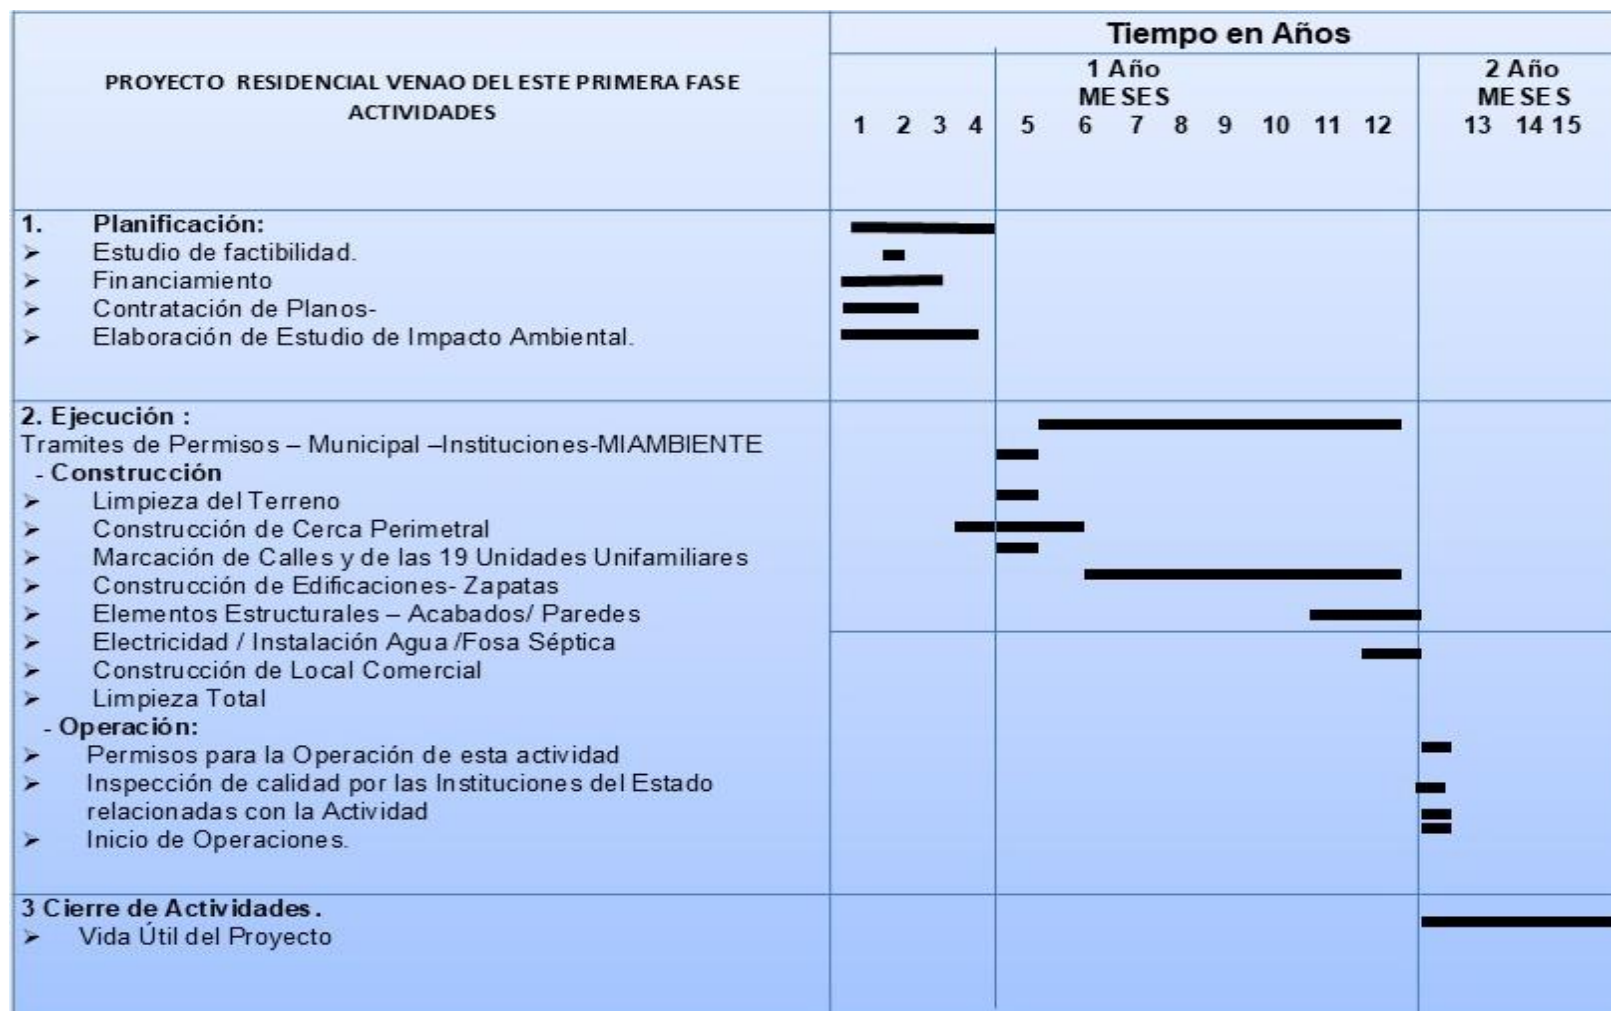 Tiempo en Años
PROYECTO RESIDENCIAL VENAO DEL ESTE PRIMERA FASE
ACTIVIDADES
1 Año
MESES
2 Año
MESES
1 2 3 4 5 6 7 8 9 10 11 12 13 14 15
1. Planificación:
➢ Estudio de factibilidad.
➢ Financiamiento
➢ Contratación de Planos-
➢ Elaboración de Estudio de Impacto Ambiental.
2. Ejecución :
Tramites de Permisos – Municipal –Instituciones-MIAMBIENTE
- Construcción
➢ Limpieza del Terreno
➢ Construcción de Cerca Perimetral
➢ Marcación de Calles y de las 19 Unidades Unifamiliares
➢ Construcción de Edificaciones- Zapatas
➢ Elementos Estructurales – Acabados/ Paredes
➢ Electricidad / Instalación Agua /Fosa Séptica
➢ Construcción de Local Comercial
➢ Limpieza Total
- Operación:
➢ Permisos para la Operación de esta actividad
➢ Inspección de calidad por las Instituciones del Estado
relacionadas con la Actividad
➢ Inicio de Operaciones.
3 Cierre de Actividades.
➢ Vida Útil del Proyecto